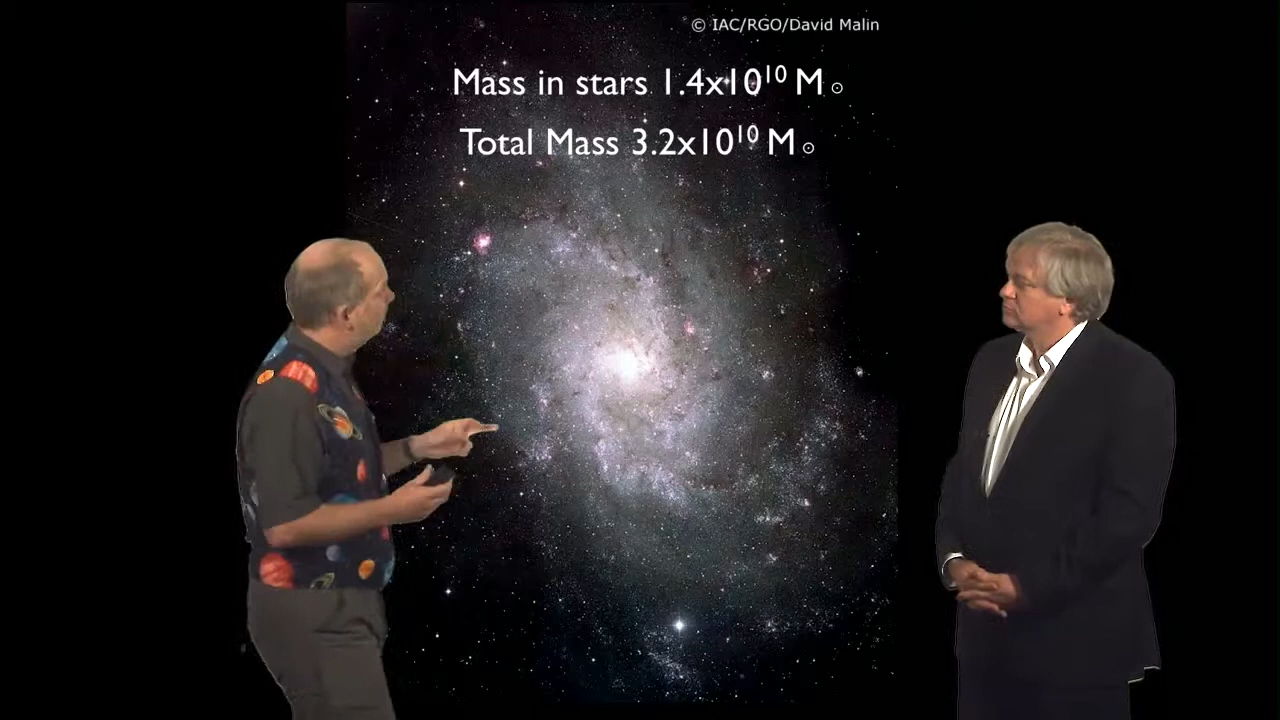 © IAC/RGO/David Malin
Mass in stars 1.4x10¹⁰ M☉
Total Mass 3.2x10¹⁰ M☉